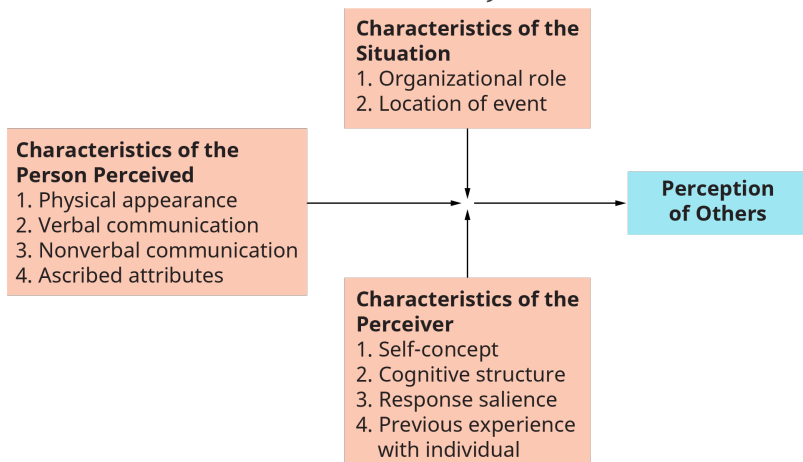 Characteristics of the
Situation
1. Organizational role
2. Location of event
Characteristics of the
Person Perceived
1. Physical appearance
2. Verbal communication
3. Nonverbal communication
4. Ascribed attributes
Perception
of Others
Characteristics of the
Perceiver
1. Self-concept
2. Cognitive structure
3. Response salience
4. Previous experience
with individual